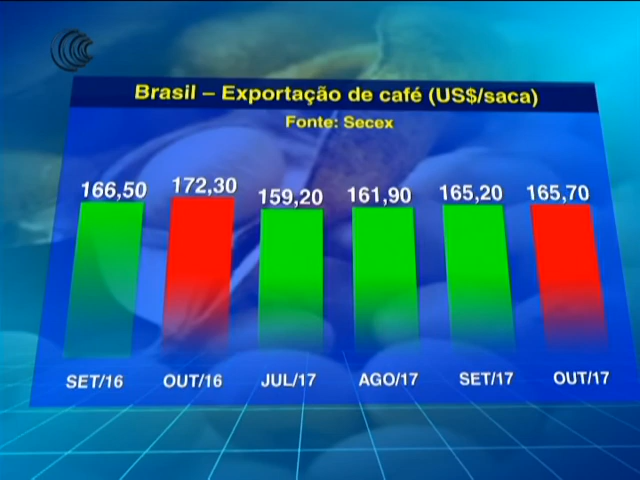 Brasil – Exportação de café (US$/saca)
Fonte: Secex
166,50 172,30 159,20 161,90 165,20 165,70
SET/16 OUT/16 JUL/17 AGO/17 SET/17 OUT/17